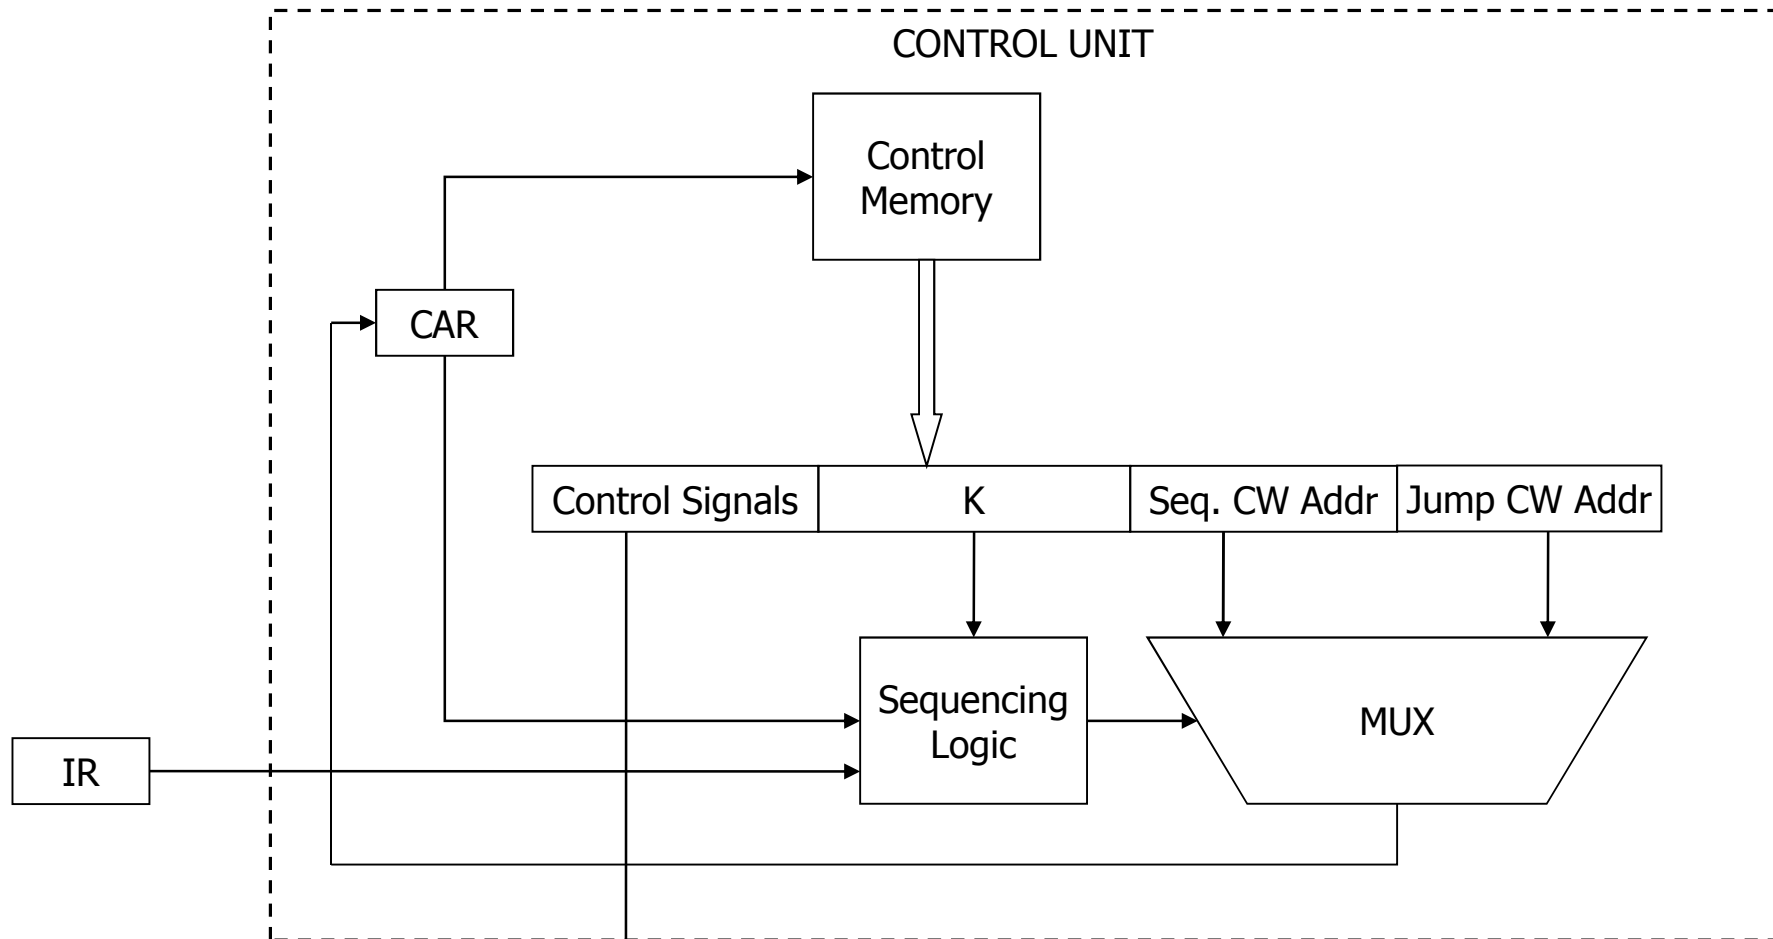 CONTROL UNIT
Control
Memory
CAR
Control Signals
K
Seq. CW Addr
Jump CW Addr
Sequencing
Logic
MUX
IR